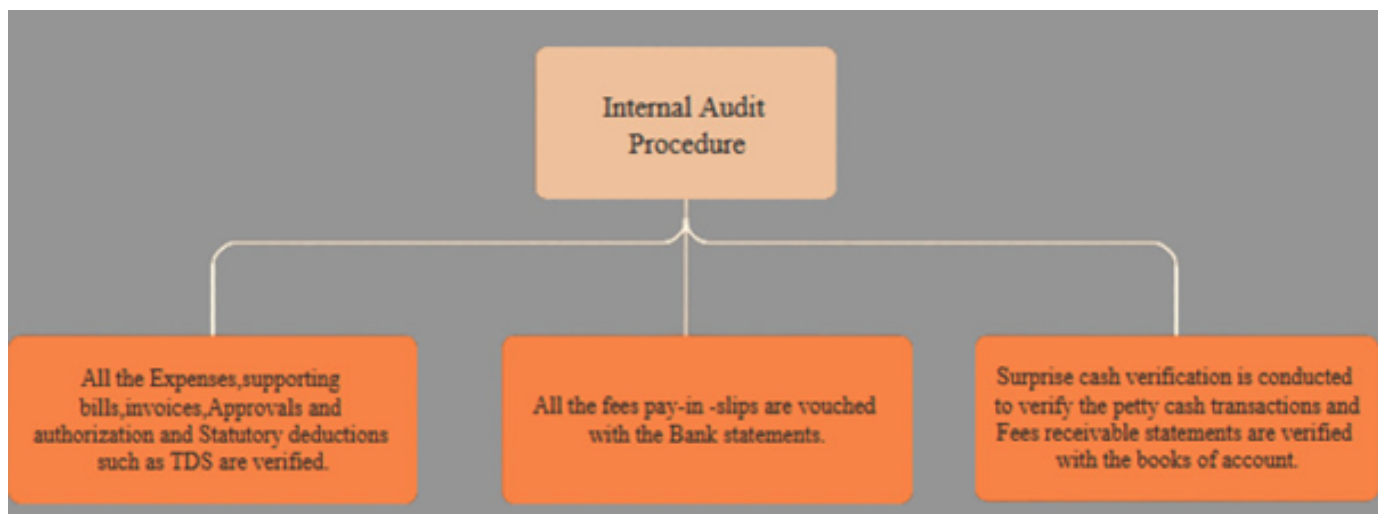 Internal Audit
Procedure
All the Expenses,supporting
bills,invoices,Approvals and
authorization and Statutory deductions
such as TDS are verified.
All the fees pay-in -slips are vouched
with the Bank statements.
Surprise cash verification is conducted
to verify the petty cash transactions and
Fees receivable statements are verified
with the books of account.